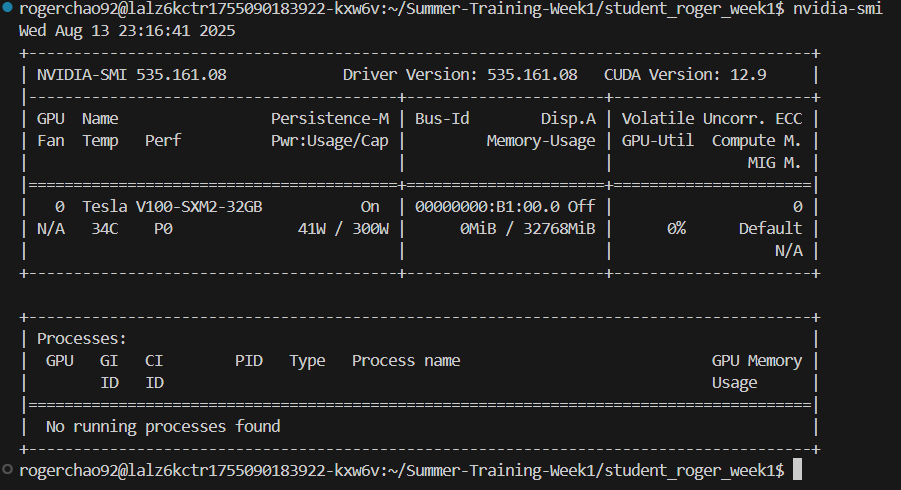 rogerchao92@lalz6kctr1755090183922-kxw6v:~/Summer-Training-Week1/student_roger_week1$ nvidia-smi
Wed Aug 13 23:16:41 2025
+-----------------------------------------------------------------------------------------+
| NVIDIA-SMI 535.161.08             Driver Version: 535.161.08   CUDA Version: 12.9     |
|-----------------------------------------+----------------------+----------------------+
| GPU  Name                 Persistence-M | Bus-Id        Disp.A | Volatile Uncorr. ECC |
| Fan  Temp   Perf          Pwr:Usage/Cap |         Memory-Usage | GPU-Util  Compute M. |
|                                         |                      |               MIG M. |
|=========================================+======================+======================|
|   0  Tesla V100-SXM2-32GB           On  | 00000000:B1:00.0 Off |                    0 |
| N/A   34C    P0              41W / 300W |      0MiB / 32768MiB |      0%      Default |
|                                         |                      |                  N/A |
+-----------------------------------------+----------------------+----------------------+
+---------------------------------------------------------------------------------------+
| Processes:                                                                            |
|  GPU   GI   CI        PID   Type   Process name                            GPU Memory |
|        ID   ID                                                             Usage      |
|=======================================================================================|
|  No running processes found                                                           |
+---------------------------------------------------------------------------------------+
rogerchao92@lalz6kctr1755090183922-kxw6v:~/Summer-Training-Week1/student_roger_week1$